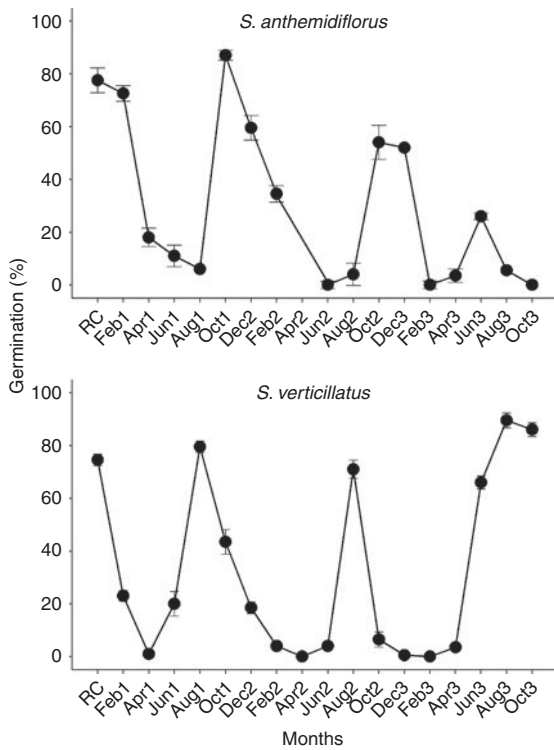 S. anthemidiflorus
100
80
60
40
20
0
RC
Feb1
Apr1
Jun1
Aug1
Oct1
Dec2
Feb2
Apr2
Jun2
Aug2
Oct2
Dec3
Feb3
Apr3
Jun3
Aug3
Oct3
Germination (%)
S. verticillatus
100
80
60
40
20
0
RC
Feb1
Apr1
Jun1
Aug1
Oct1
Dec2
Feb2
Apr2
Jun2
Aug2
Oct2
Dec3
Feb3
Apr3
Jun3
Aug3
Oct3
Months